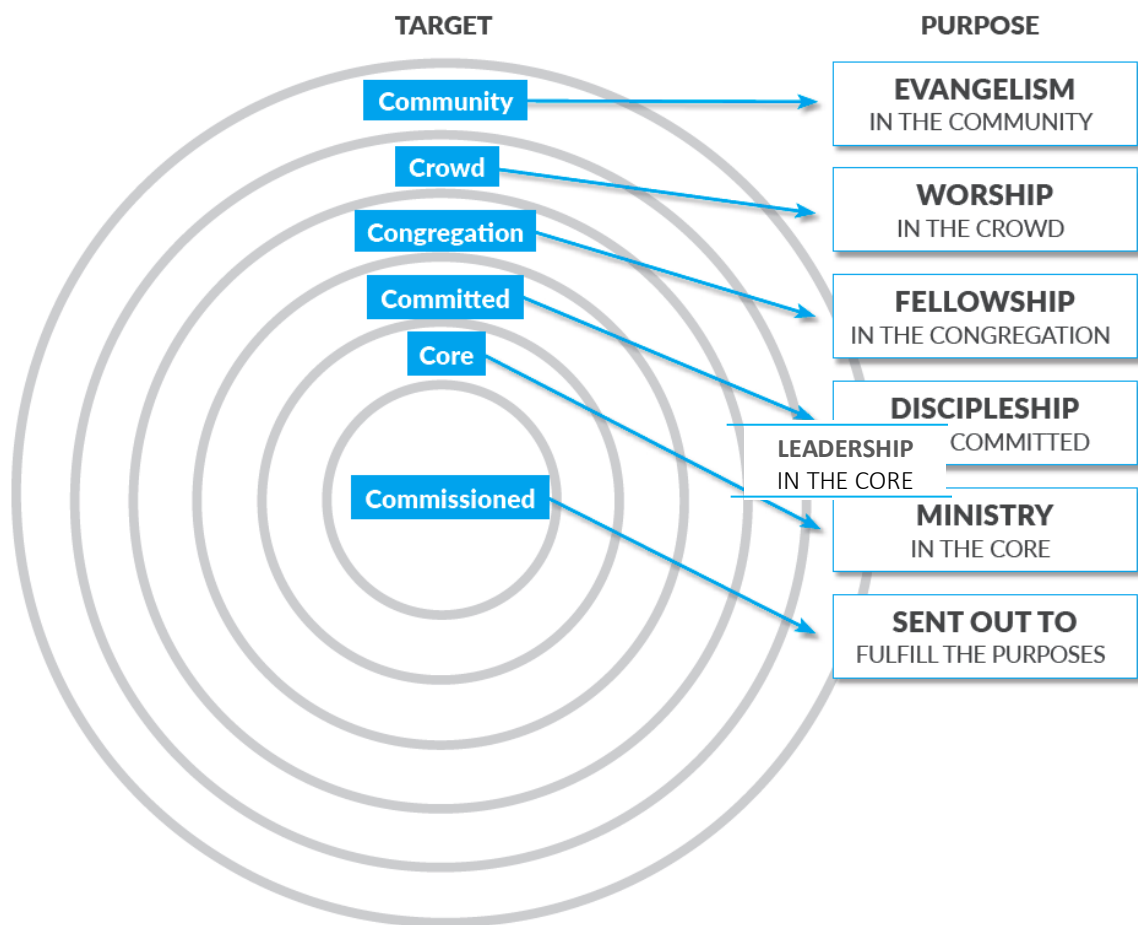 TARGET
PURPOSE
Community
EVANGELISM
IN THE COMMUNITY
Crowd
WORSHIP
IN THE CROWD
Congregation
FELLOWSHIP
IN THE CONGREGATION
Committed
DISCIPLESHIP
COMMITTED
LEADERSHIP
IN THE CORE
Core
MINISTRY
IN THE CORE
Commissioned
SENT OUT TO
FULFILL THE PURPOSES